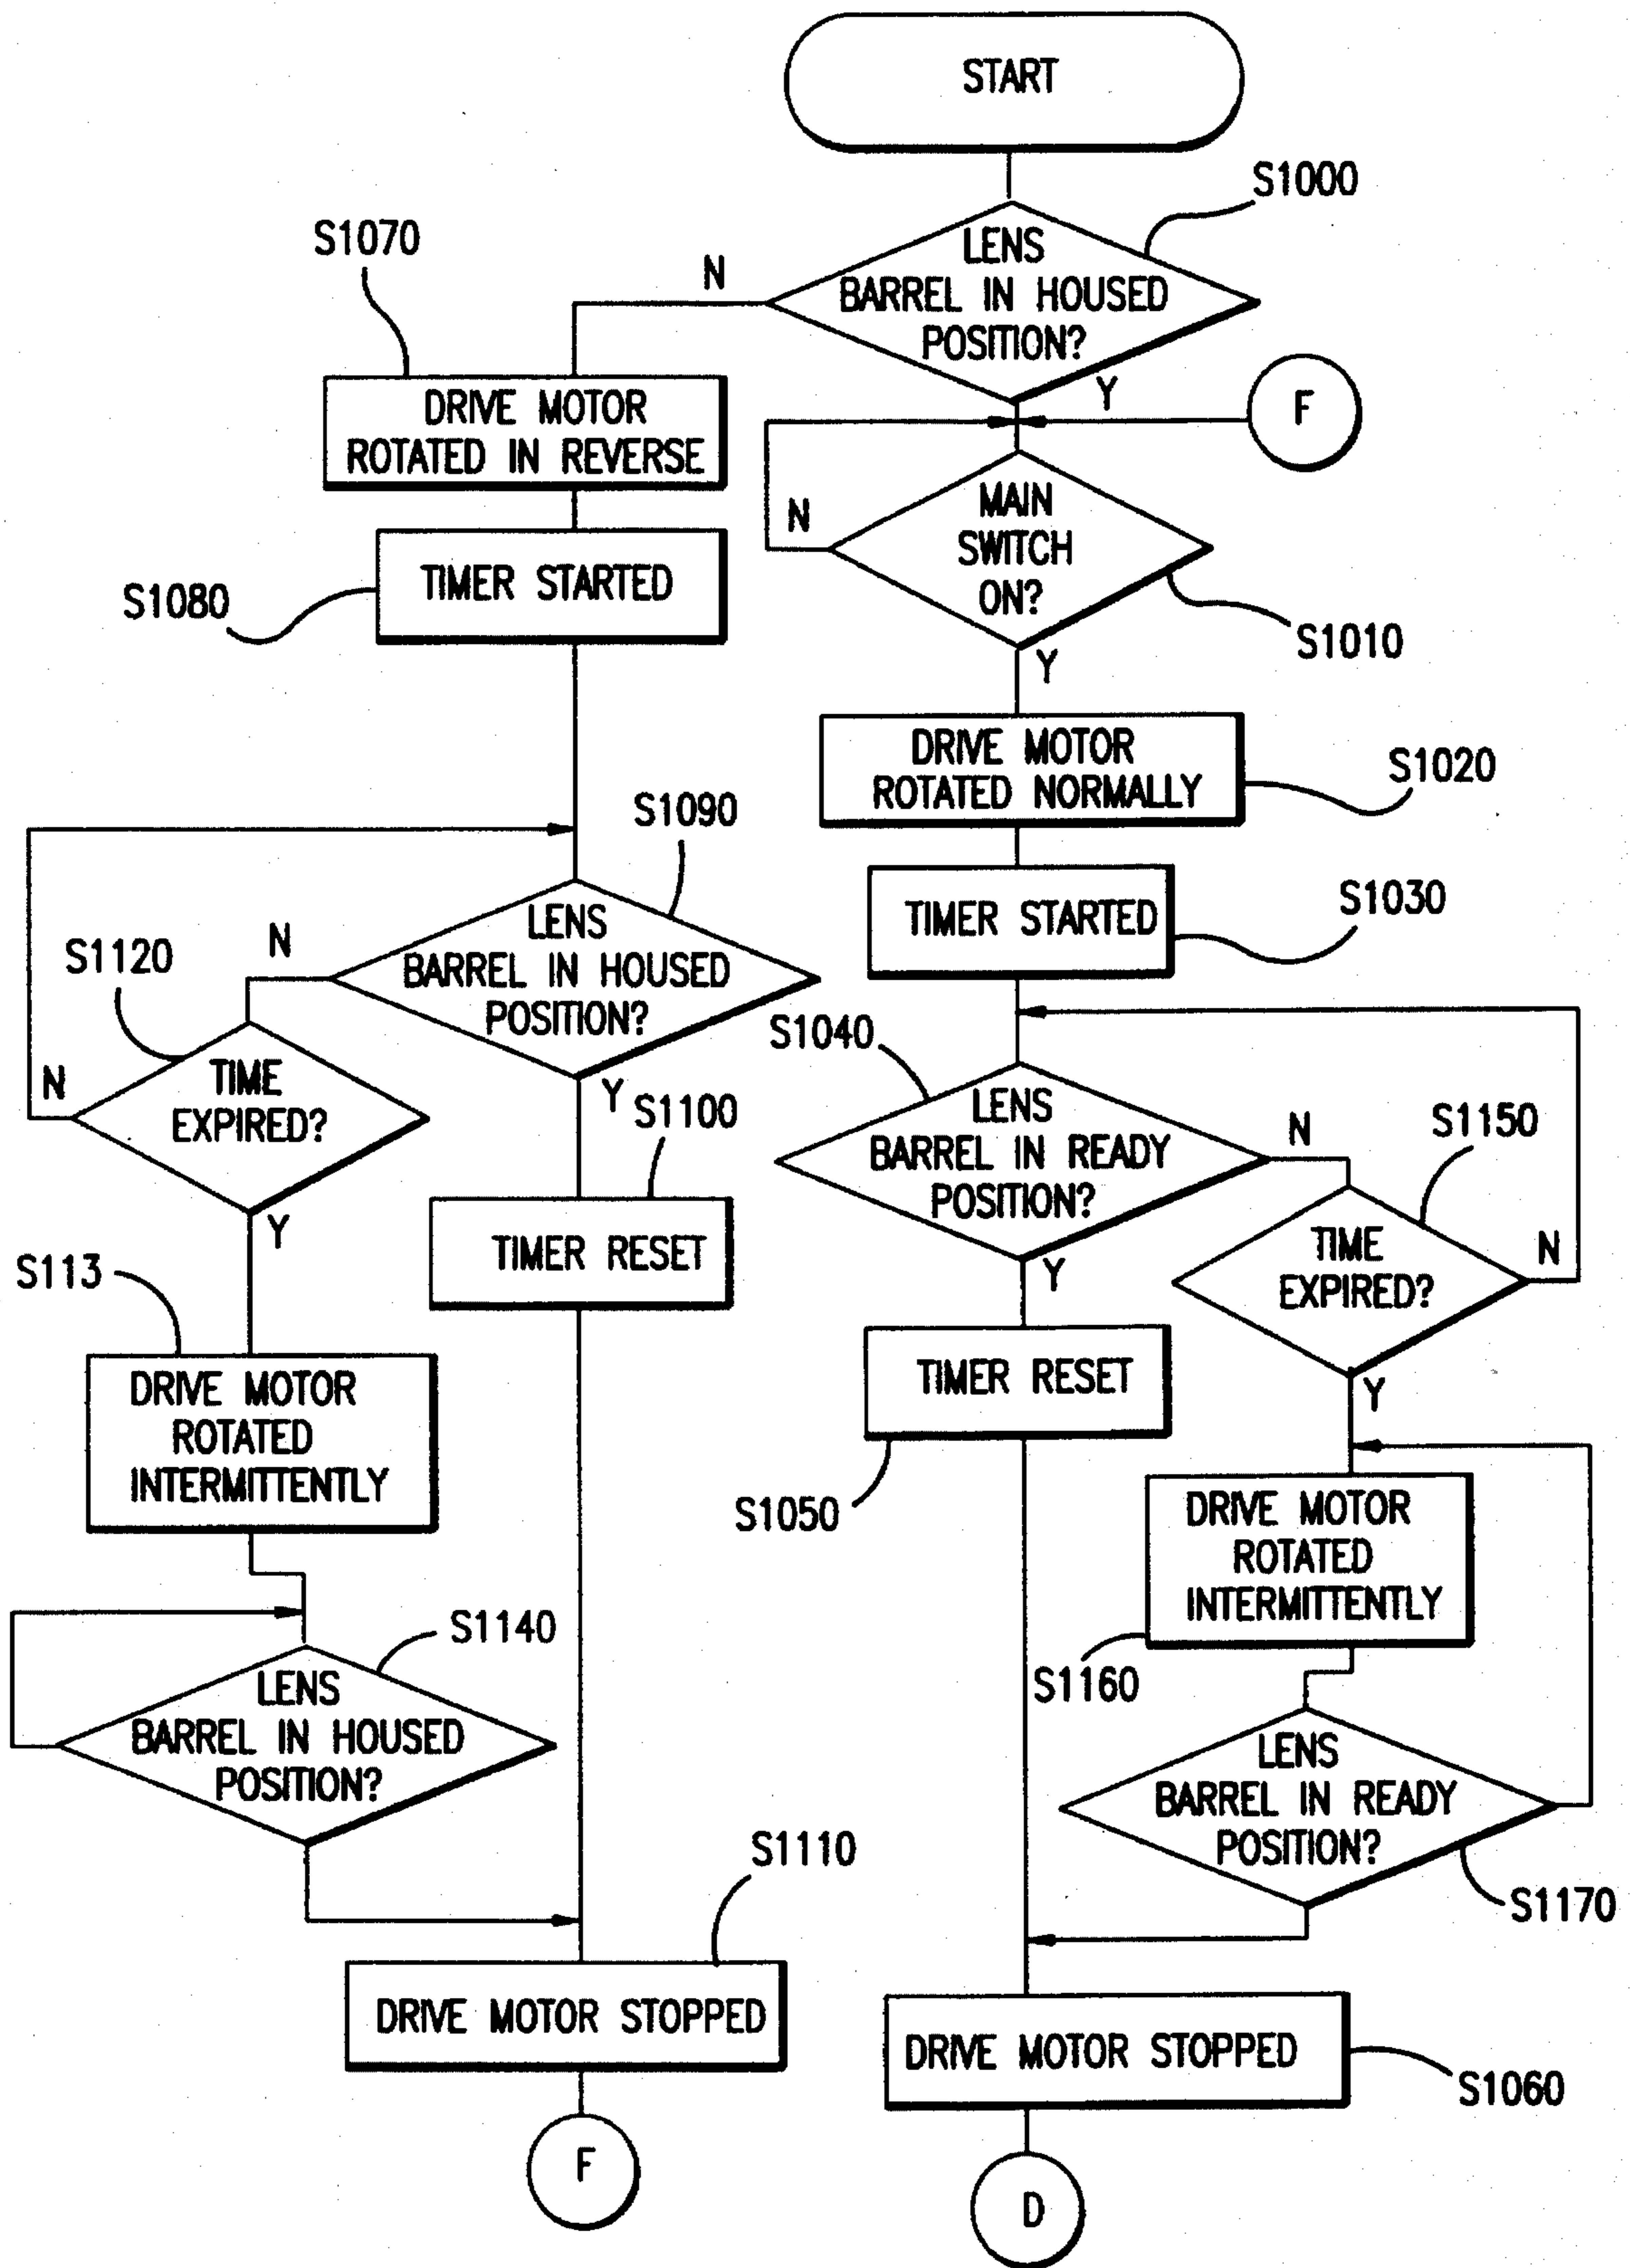 START
S1000
LENS
BARREL IN HOUSED
POSITION?
N
Y
S1070
DRIVE MOTOR
ROTATED IN REVERSE
F
MAIN
SWITCH
ON?
N
Y
S1010
TIMER STARTED
S1080
DRIVE MOTOR
ROTATED NORMALLY
S1020
TIMER STARTED
S1030
S1090
LENS
BARREL IN HOUSED
POSITION?
N
Y
S1120
TIME
EXPIRED?
N
Y
S1100
TIMER RESET
S1040
LENS
BARREL IN READY
POSITION?
N
Y
S1150
TIME
EXPIRED?
N
Y
S113
DRIVE MOTOR
ROTATED
INTERMITTENTLY
TIMER RESET
S1050
DRIVE MOTOR
ROTATED
INTERMITTENTLY
S1160
S1140
LENS
BARREL IN HOUSED
POSITION?
LENS
BARREL IN READY
POSITION?
S1170
S1110
DRIVE MOTOR STOPPED
DRIVE MOTOR STOPPED
S1060
F
D